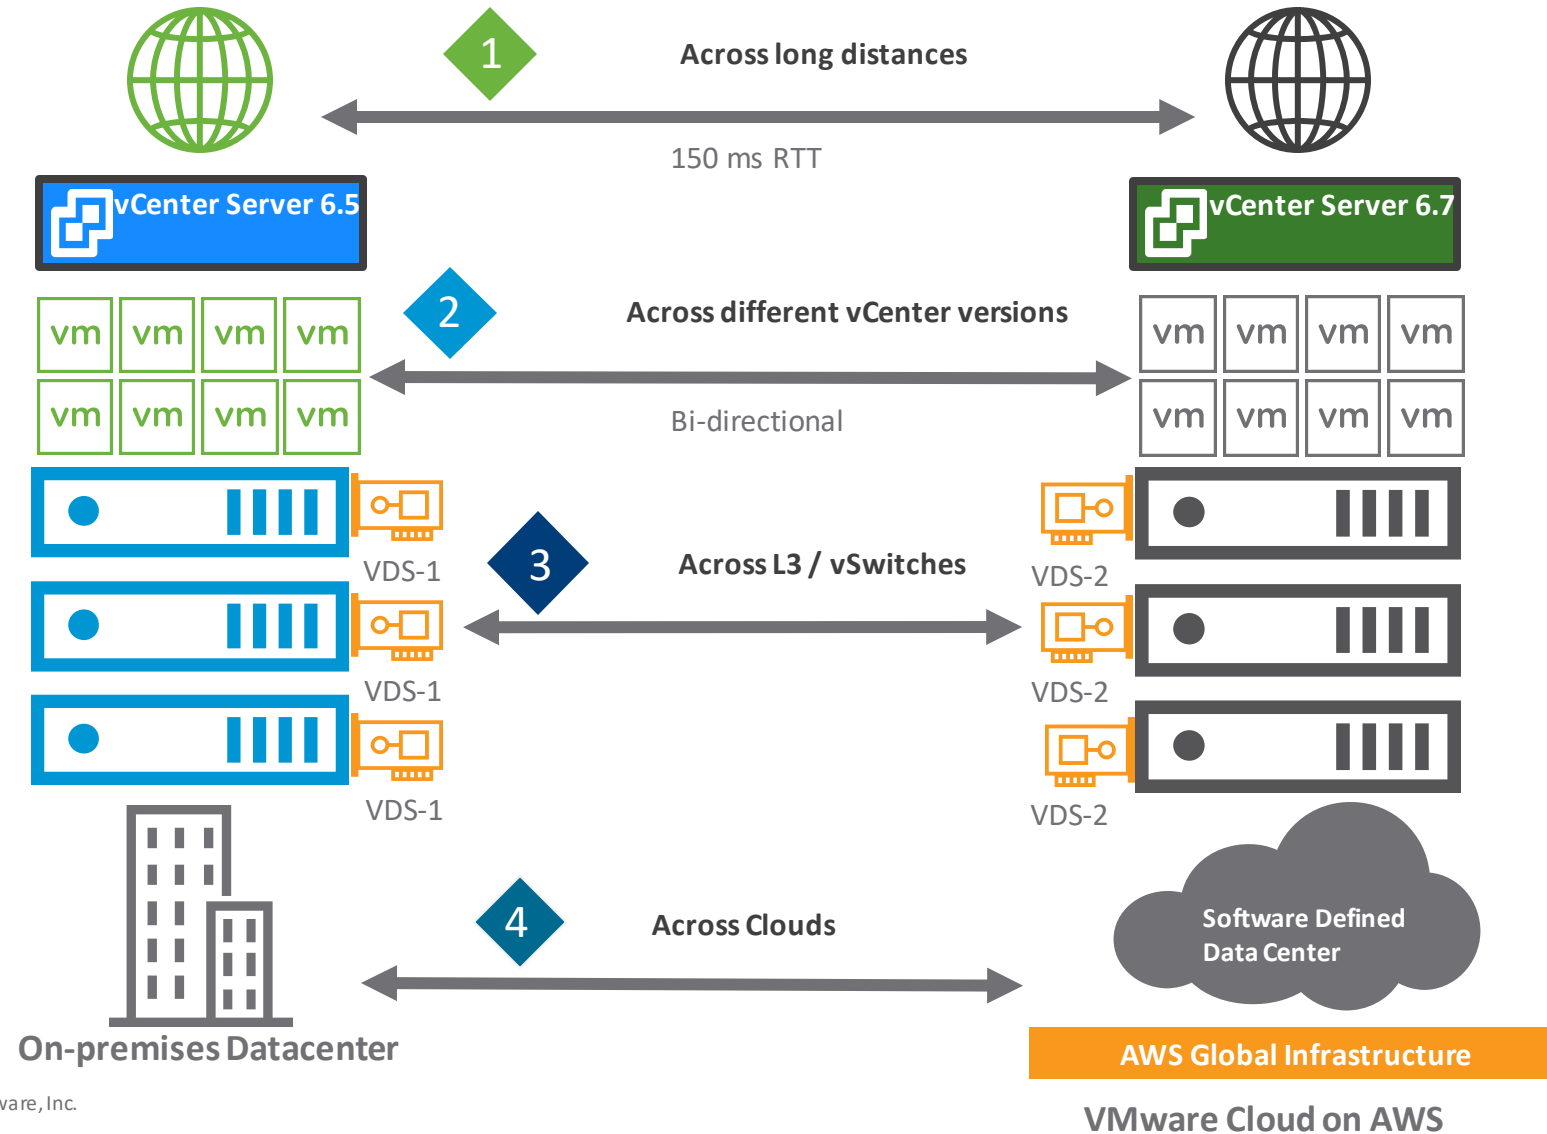 1
Across long distances
150 ms RTT
vCenter Server 6.5
vCenter Server 6.7
2
Across different vCenter versions
vm vm vm vm
vm vm vm vm
vm vm vm vm
vm vm vm vm
Bi-directional
3
Across L3 / vSwitches
VDS-1
VDS-2
VDS-1
VDS-2
VDS-1
VDS-2
4
Across Clouds
Software Defined
Data Center
On-premises Datacenter
AWS Global Infrastructure
, Inc.
VMware Cloud on AWS